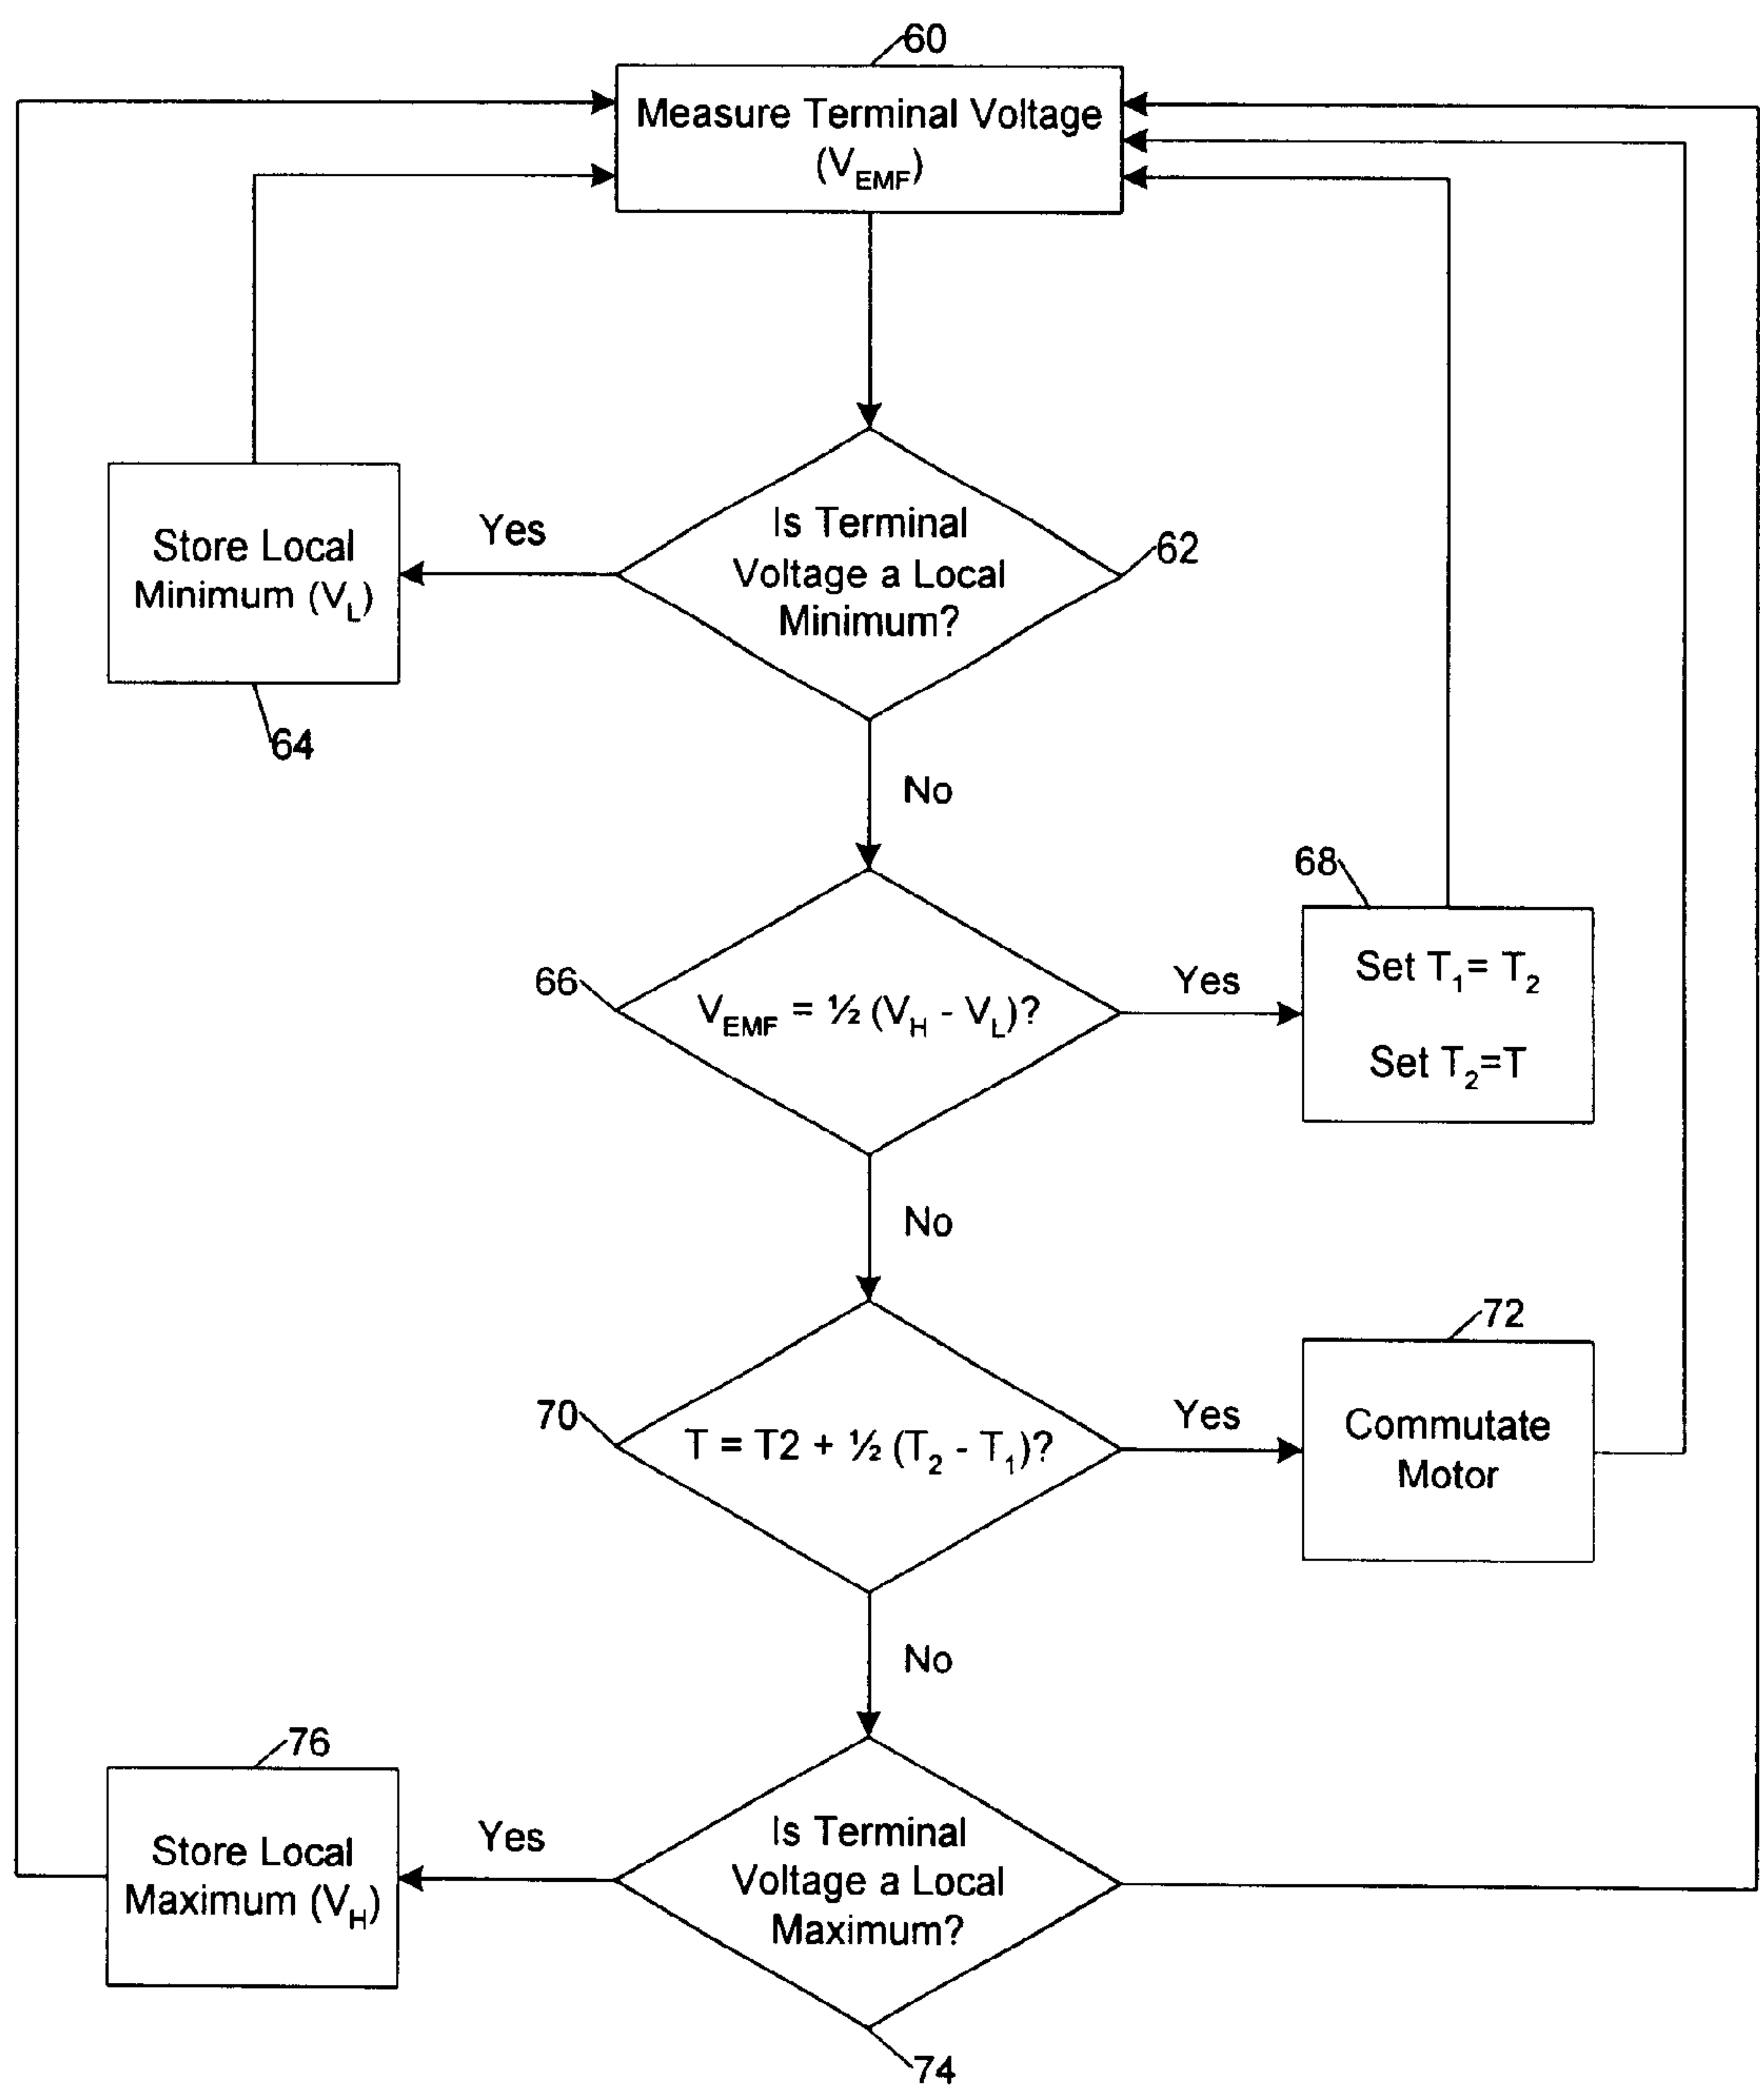 60
Measure Terminal Voltage
(V_EMF)
Is Terminal
Voltage a Local
Minimum?
62
Yes
Store Local
Minimum (V_L)
64
No
66
V_EMF = ½ (V_H - V_L)?
Yes
68
Set T_1= T_2
Set T_2=T
No
70
T = T2 + ½ (T_2 - T_1)?
Yes
72
Commutate
Motor
No
Is Terminal
Voltage a Local
Maximum?
74
Yes
76
Store Local
Maximum (V_H)